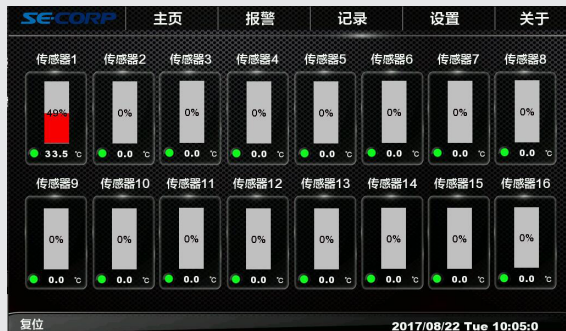 SE-CORP 主页 报警 记录 设置 关于
传感器1 传感器2 传感器3 传感器4 传感器5 传感器6 传感器7 传感器8
49% 0% 0% 0% 0% 0% 0% 0%
33.5 ℃ 0.0 ℃ 0.0 ℃ 0.0 ℃ 0.0 ℃ 0.0 ℃ 0.0 ℃ 0.0 ℃
传感器9 传感器10 传感器11 传感器12 传感器13 传感器14 传感器15 传感器16
0% 0% 0% 0% 0% 0% 0% 0%
0.0 ℃ 0.0 ℃ 0.0 ℃ 0.0 ℃ 0.0 ℃ 0.0 ℃ 0.0 ℃ 0.0 ℃
复位 2017/08/22 Tue 10:05:0